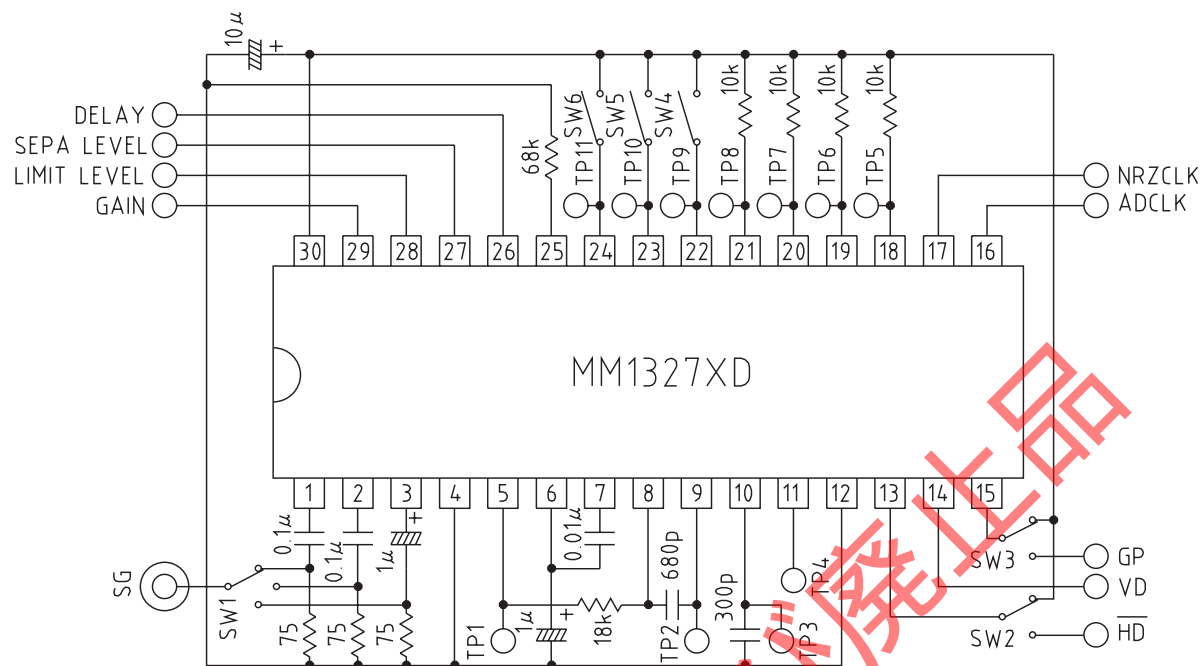 10μ
+
DELAY
SEPA LEVEL
LIMIT LEVEL
GAIN
68k
SW6
SW5
SW4
10k
10k
10k
10k
TP11
TP10
TP9
TP8
TP7
TP6
TP5
NRZCLK
ADCLK
30
29
28
27
26
25
24
23
22
21
20
19
18
17
16
MM1327XD
1
2
3
4
5
6
7
8
9
10
11
12
13
14
15
0.1μ
0.1μ
1μ
+
0.01μ
680p
300p
TP4
SW3
GP
VD
SG
SW1
75
75
75
TP1
1μ
+
18k
TP2
TP3
SW2
HD
廃止品